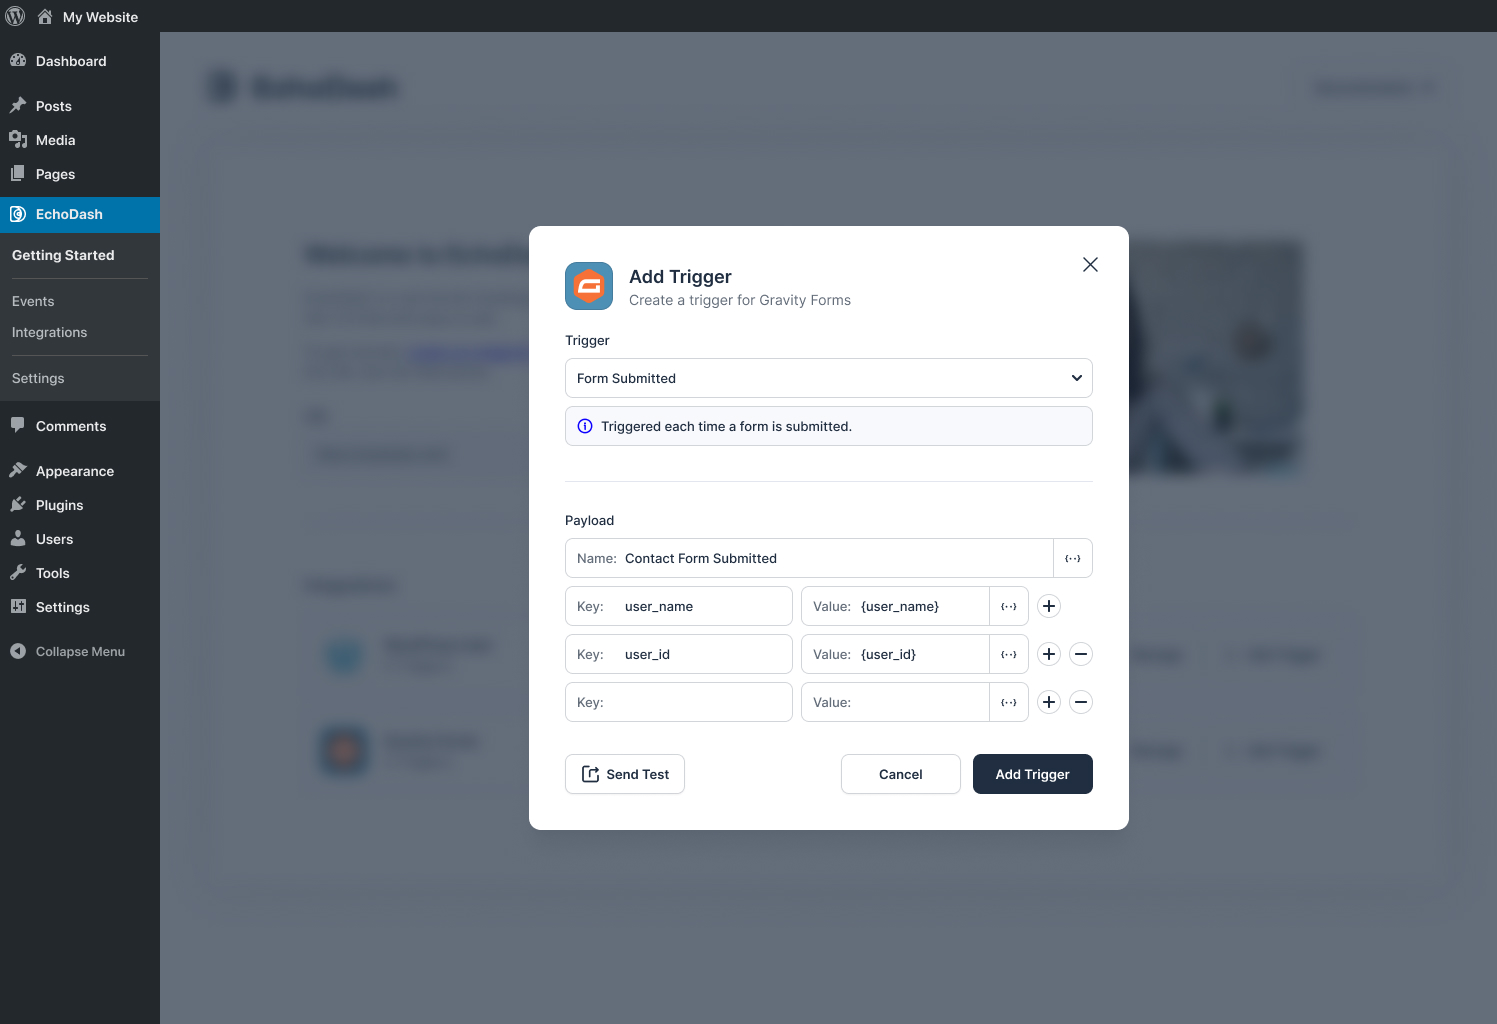 My Website
Dashboard
Posts
Media
Pages
EchoDash
Getting Started
Events
Integrations
Settings
Comments
Appearance
Plugins
Users
Tools
Settings
Collapse Menu
Add Trigger
Create a trigger for Gravity Forms
Trigger
Form Submitted
Triggered each time a form is submitted.
Payload
Name: Contact Form Submitted {··}
Key: user_name Value: {user_name} {··}
Key: user_id Value: {user_id} {··}
Key: Value: {··}
Send Test Cancel Add Trigger